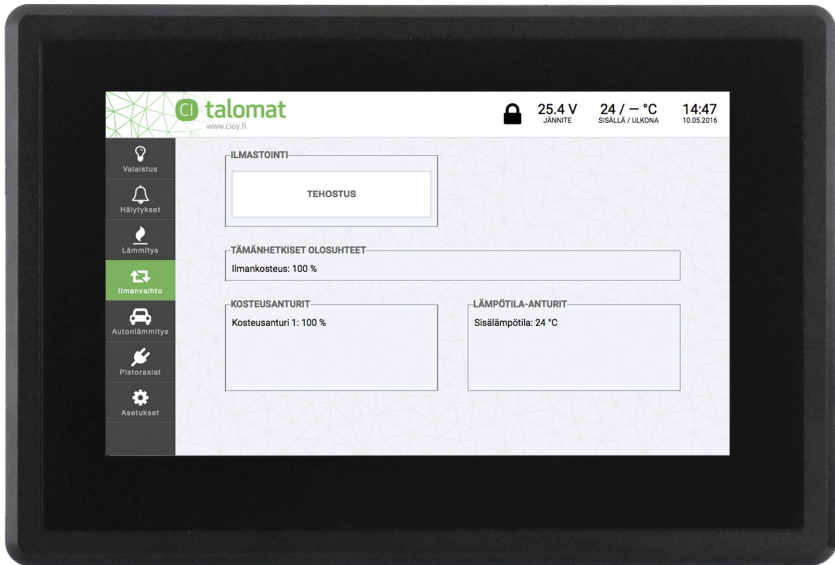 CI talomat
www.cioy.fi
25.4 V
JÄNNITE
24 / — °C
SISÄLLÄ / ULKONA
14:47
10.05.2016
Valaistus
Hälytykset
Lämmitys
Ilmanvaihto
Autonlämmitys
Pistorasiat
Asetukset
ILMASTOINTI
TEHOSTUS
TÄMÄNHETKISET OLOSUHTEET
Ilmankosteus: 100 %
KOSTEUSANTURIT
Kosteusanturi 1: 100 %
LÄMPÖTILA-ANTURIT
Sisälämpötila: 24 °C